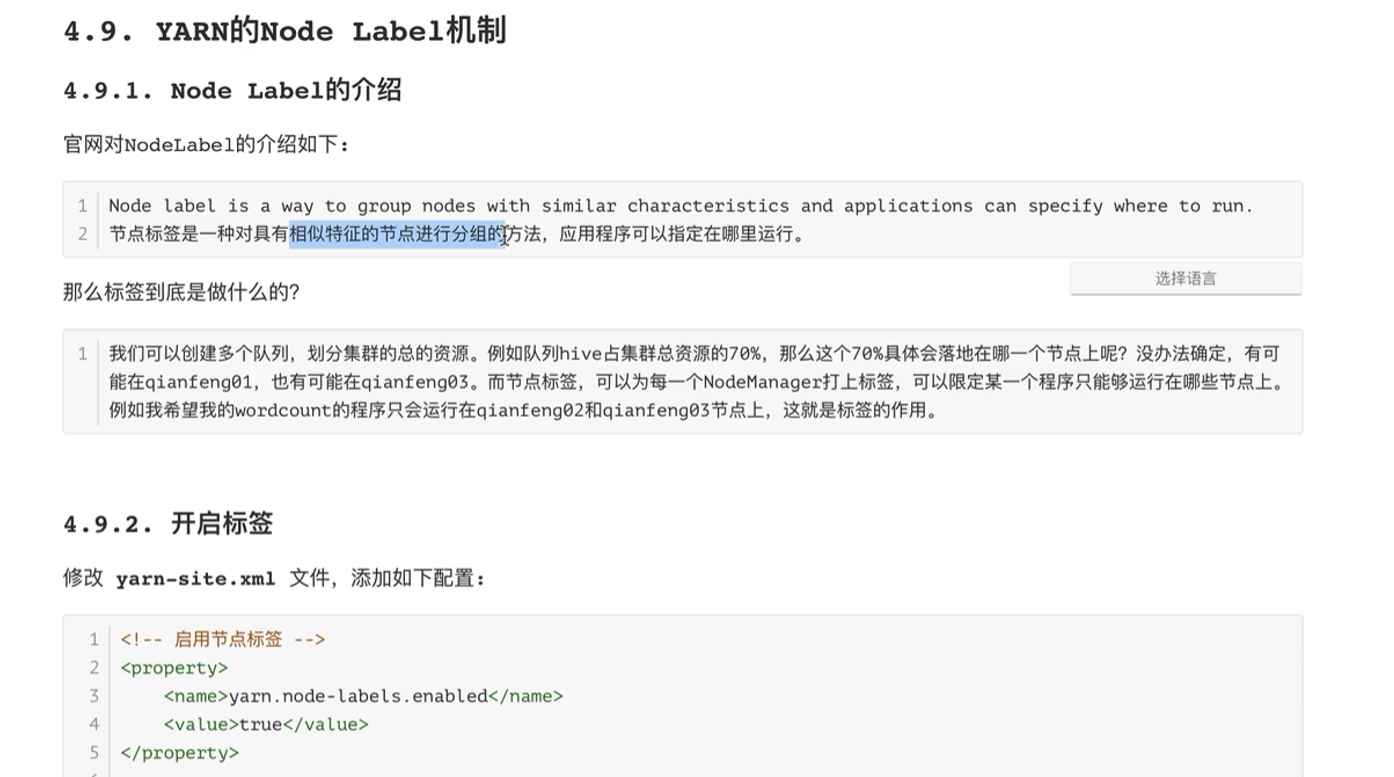 4.9. YARN的Node Label机制
4.9.1. Node Label的介绍
官网对NodeLabel的介绍如下：
1 Node label is a way to group nodes with similar characteristics and applications can specify where to run.
2 节点标签是一种对具有相似特征的节点进行分组的方法，应用程序可以指定在哪里运行。
选择语言
那么标签到底是做什么的?
1 我们可以创建多个队列，划分集群的总的资源。例如队列hive占集群总资源的70%，那么这个70%具体会落地在哪一个节点上呢？没办法确定，有可
能在qianfeng01，也有可能在qianfeng03。而节点标签，可以为每一个NodeManager打上标签，可以限定某一个程序只能够运行在哪些节点上。
例如我希望我的wordcount的程序只会运行在qianfeng02和qianfeng03节点上，这就是标签的作用。
4.9.2. 开启标签
修改 yarn-site.xml 文件，添加如下配置：
1 <!-- 启用节点标签 -->
2 <property>
3 <name>yarn.node-labels.enabled</name>
4 <value>true</value>
5 </property>